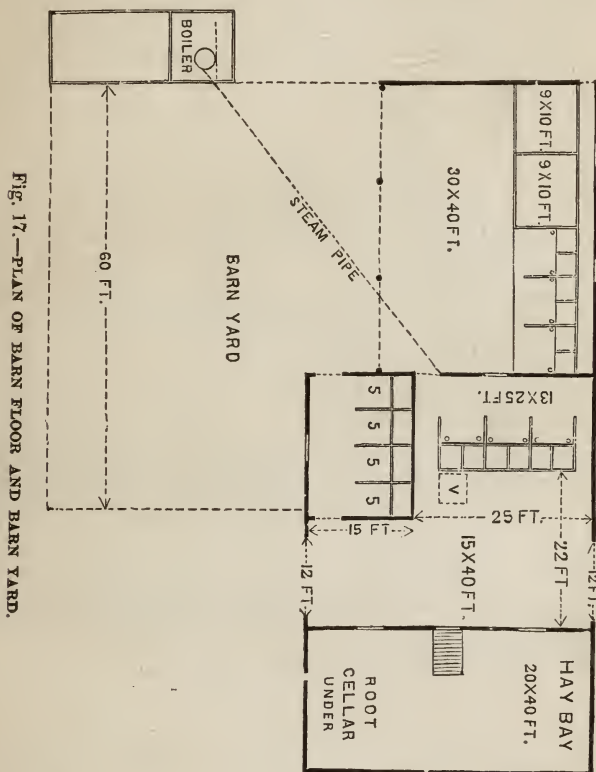 BOILER
9X10 FT.
9X10 FT.
30X40 FT.
STEAM PIPE
BARN YARD
60 FT.
13X25 FT.
5
5
5
5
V
25 FT.
15 FT
22 FT
15X40 FT.
12 FT.
12 FT.
HAY BAY
20X40 FT.
ROOT
CELLAR
UNDER
Fig. 17.—PLAN OF BARN FLOOR AND BARN YARD.